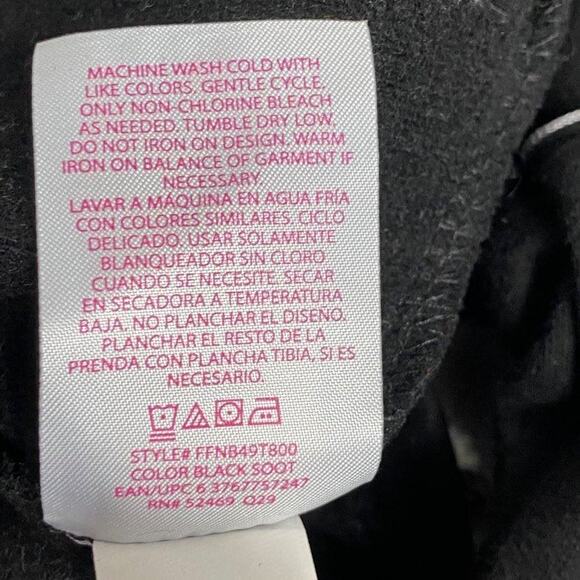 MACHINE WASH COLD WITH
LIKE COLORS, GENTLE CYCLE,
ONLY NON-CHLORINE BLEACH
AS NEEDED. TUMBLE DRY LOW.
DO NOT IRON ON DESIGN. WARM
IRON ON BALANCE OF GARMENT IF
NECESSARY
LAVAR A MÁQUINA EN AGUA FRÍA
CON COLORES SIMILARES. CICLO
DELICADO. USAR SOLAMENTE
BLANQUEADOR SIN CLORO
CUANDO SE NECESITE. SECAR
EN SECADORA A TEMPERATURA
BAJA. NO PLANCHAR EL DISENO.
PLANCHAR EL RESTO DE LA
PRENDA CON PLANCHA TIBIA, SI ES
NECESARIO.
STYLE# FFNB49T800
COLOR BLACK SOOT
EAN/UPC 6 3767757247
RN# 52469 Q29